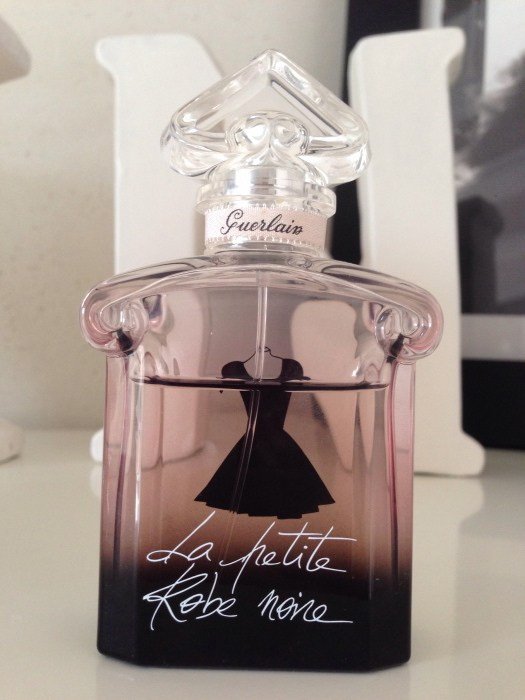 Guerlain
La petite
Robe noire